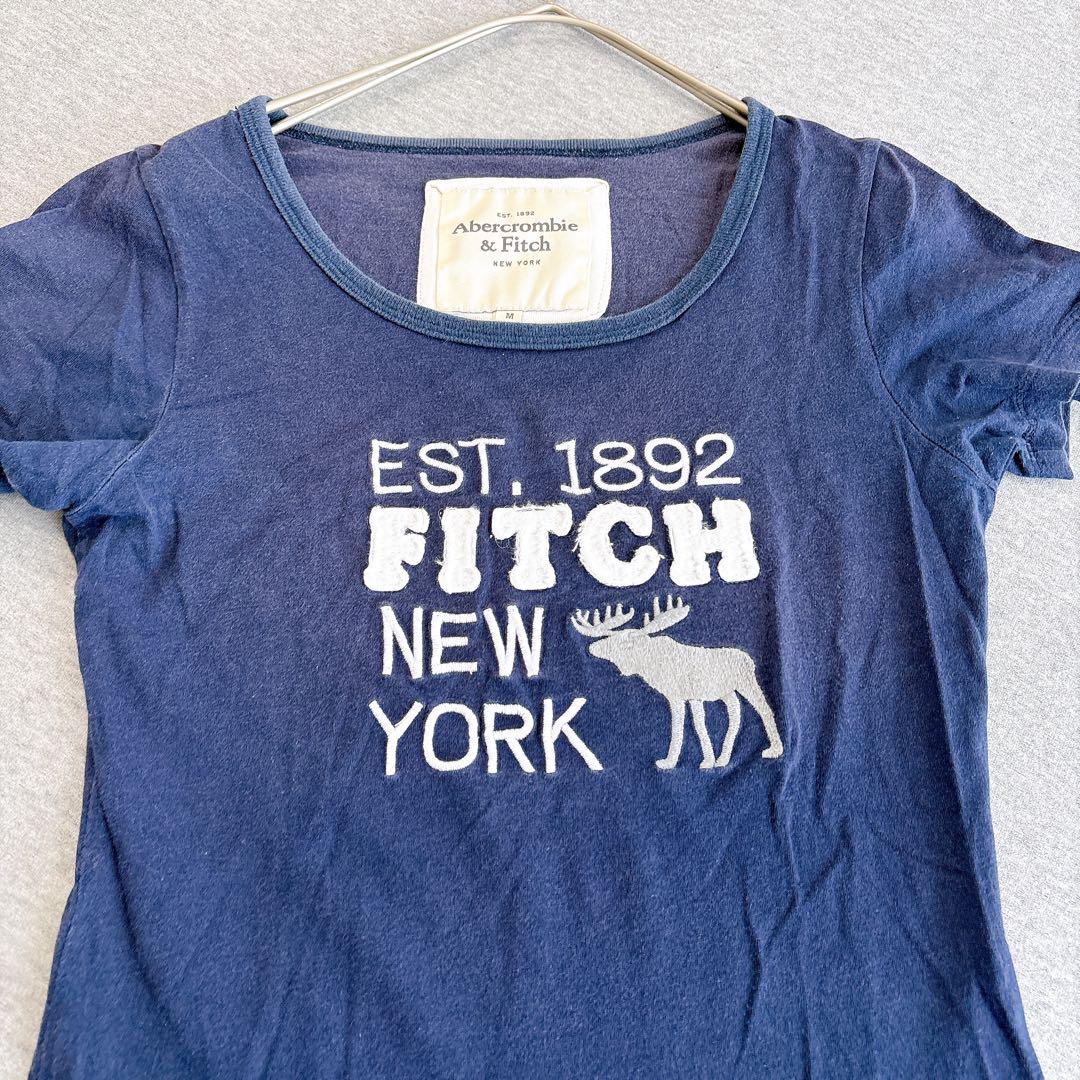 EST. 1892
Abercrombie
& Fitch
NEW YORK
M
EST. 1892
FITCH
NEW
YORK